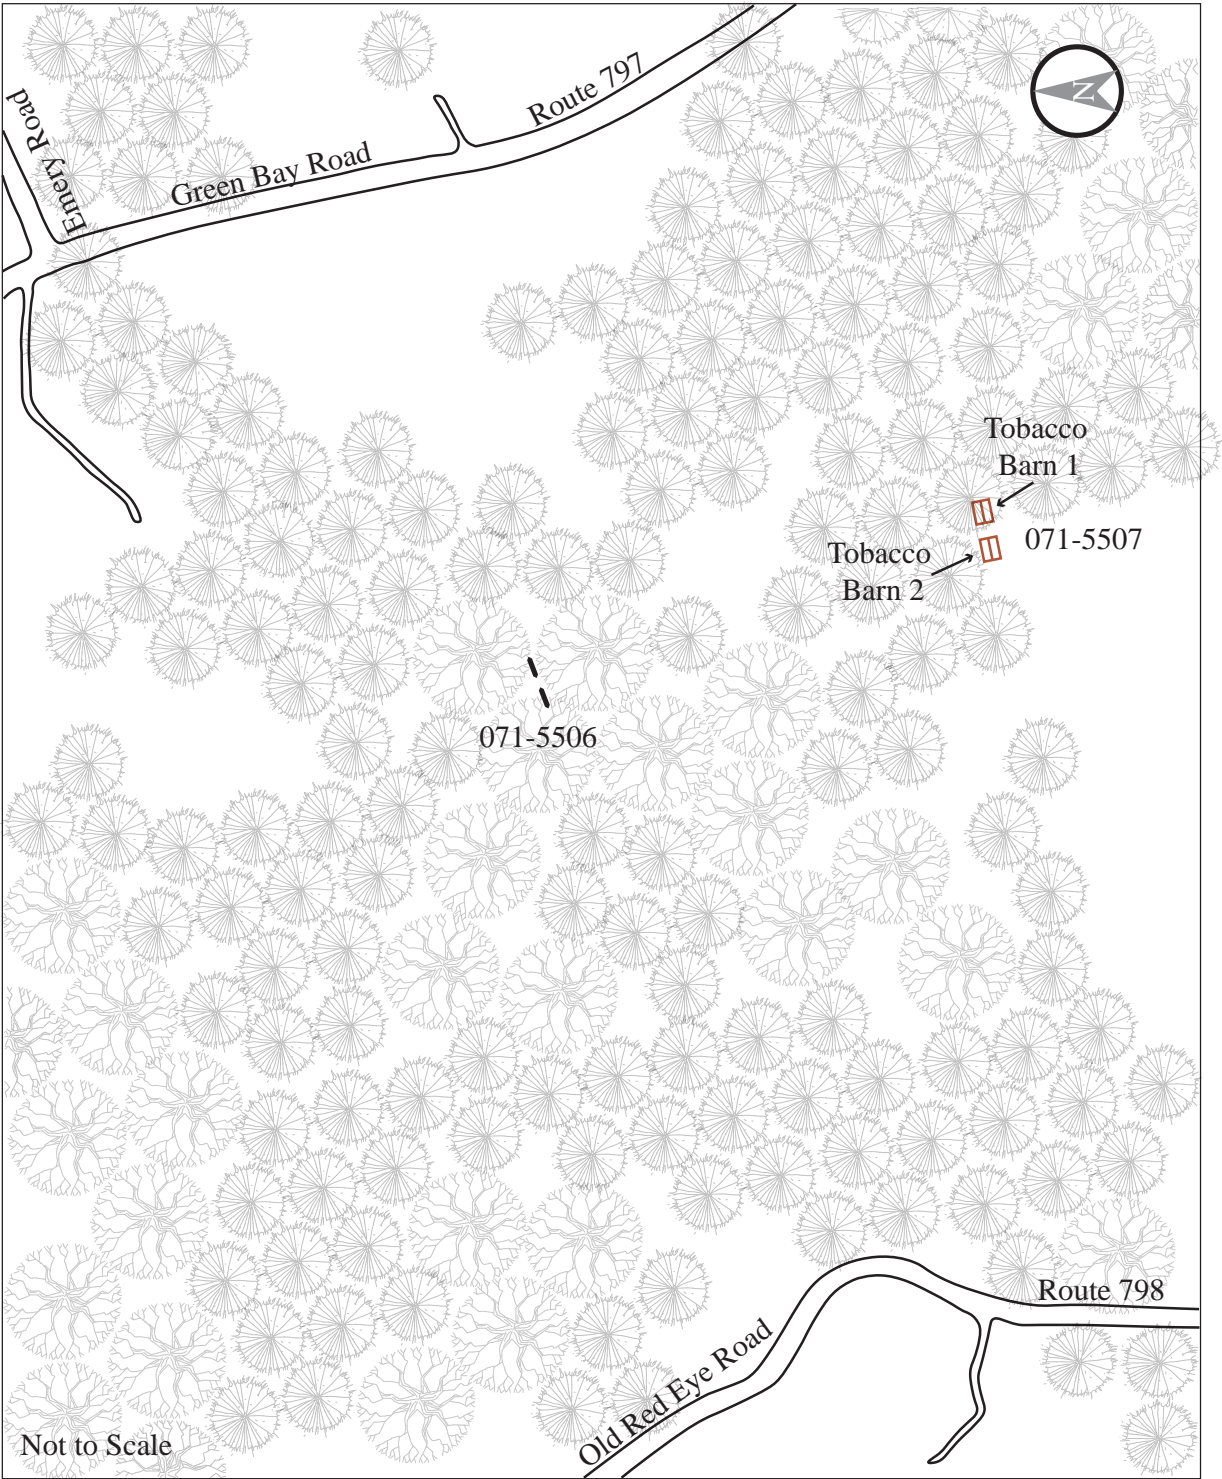 Route 797
N
Emery Road
Green Bay Road
Tobacco
Barn 1
071-5507
Tobacco
Barn 2
071-5506
Route 798
Old Red Eye Road
Not to Scale